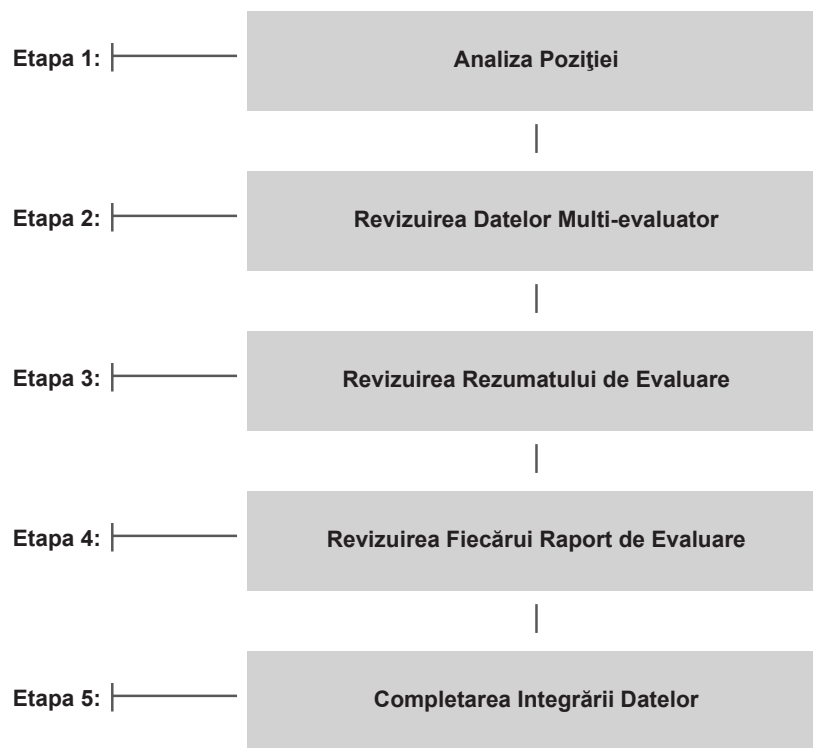 Etapa 1: Analiza Poziţiei
Etapa 2: Revizuirea Datelor Multi-evaluator
Etapa 3: Revizuirea Rezumatului de Evaluare
Etapa 4: Revizuirea Fiecărui Raport de Evaluare
Etapa 5: Completarea Integrării Datelor